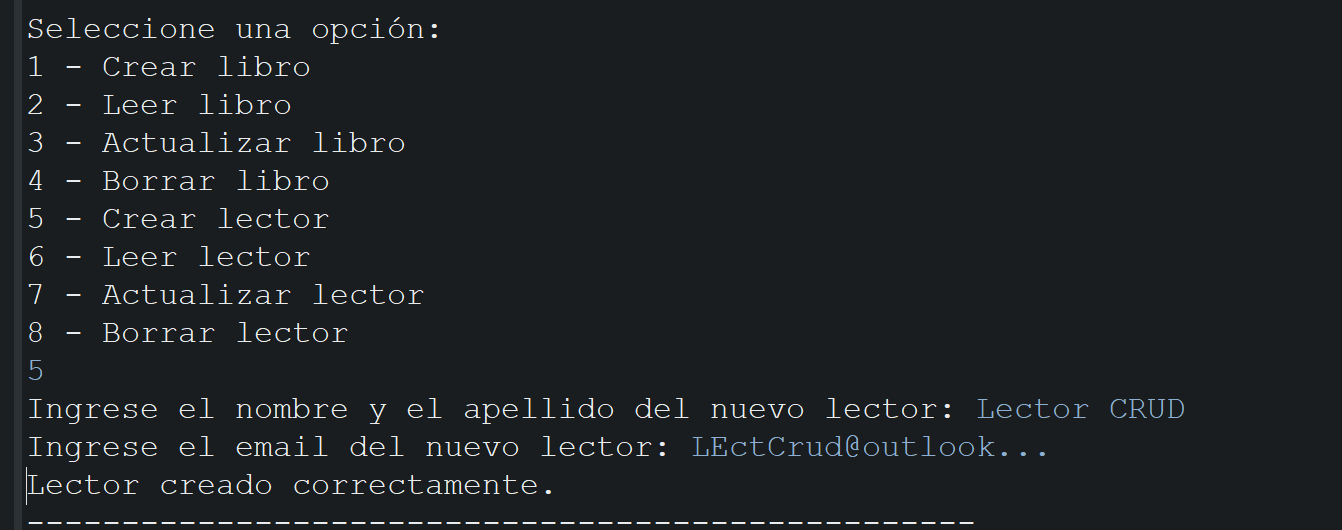 Seleccione una opción:
1 - Crear libro
2 - Leer libro
3 - Actualizar libro
4 - Borrar libro
5 - Crear lector
6 - Leer lector
7 - Actualizar lector
8 - Borrar lector
5
Ingrese el nombre y el apellido del nuevo lector: Lector CRUD
Ingrese el email del nuevo lector: LEctCrud@outlook...
Lector creado correctamente.
--------------------------------------------------